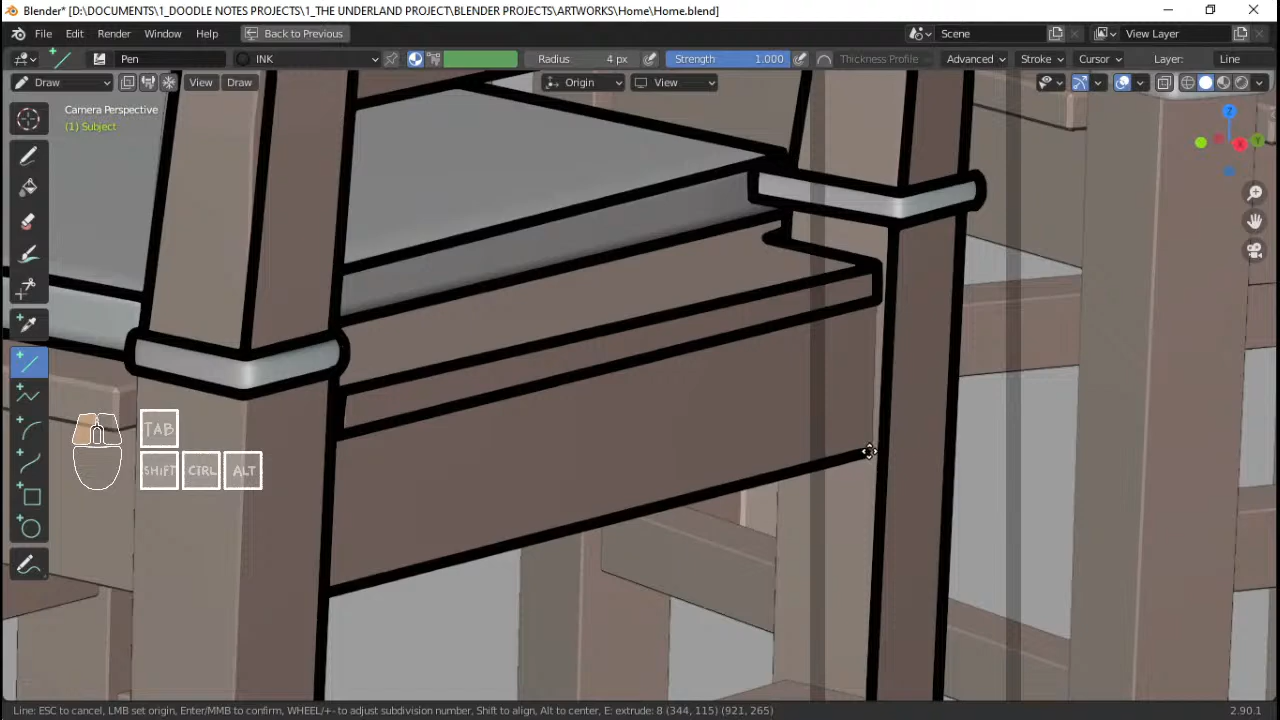 Blender* [D:\DOCUMENTS\1_DOODLE NOTES PROJECTS\1_THE UNDERLAND PROJECT\BLENDER PROJECTS\ARTWORKS\Home\Home.blend]
File Edit Render Window Help Back to Previous Scene View Layer
Pen INK Radius 4 px Strength 1.000 Thickness Profile Advanced Stroke Cursor Layer: Line
Draw View Draw Origin View
Camera Perspective
(1) Subject
Z
X
Y
TAB
SHIFT CTRL ALT
Line: ESC to cancel, LMB set origin, Enter/MMB to confirm, WHEEL/+- to adjust subdivision number, Shift to align, Alt to center, E: extrude: 8 (344, 115) (921, 265) 2.90.1